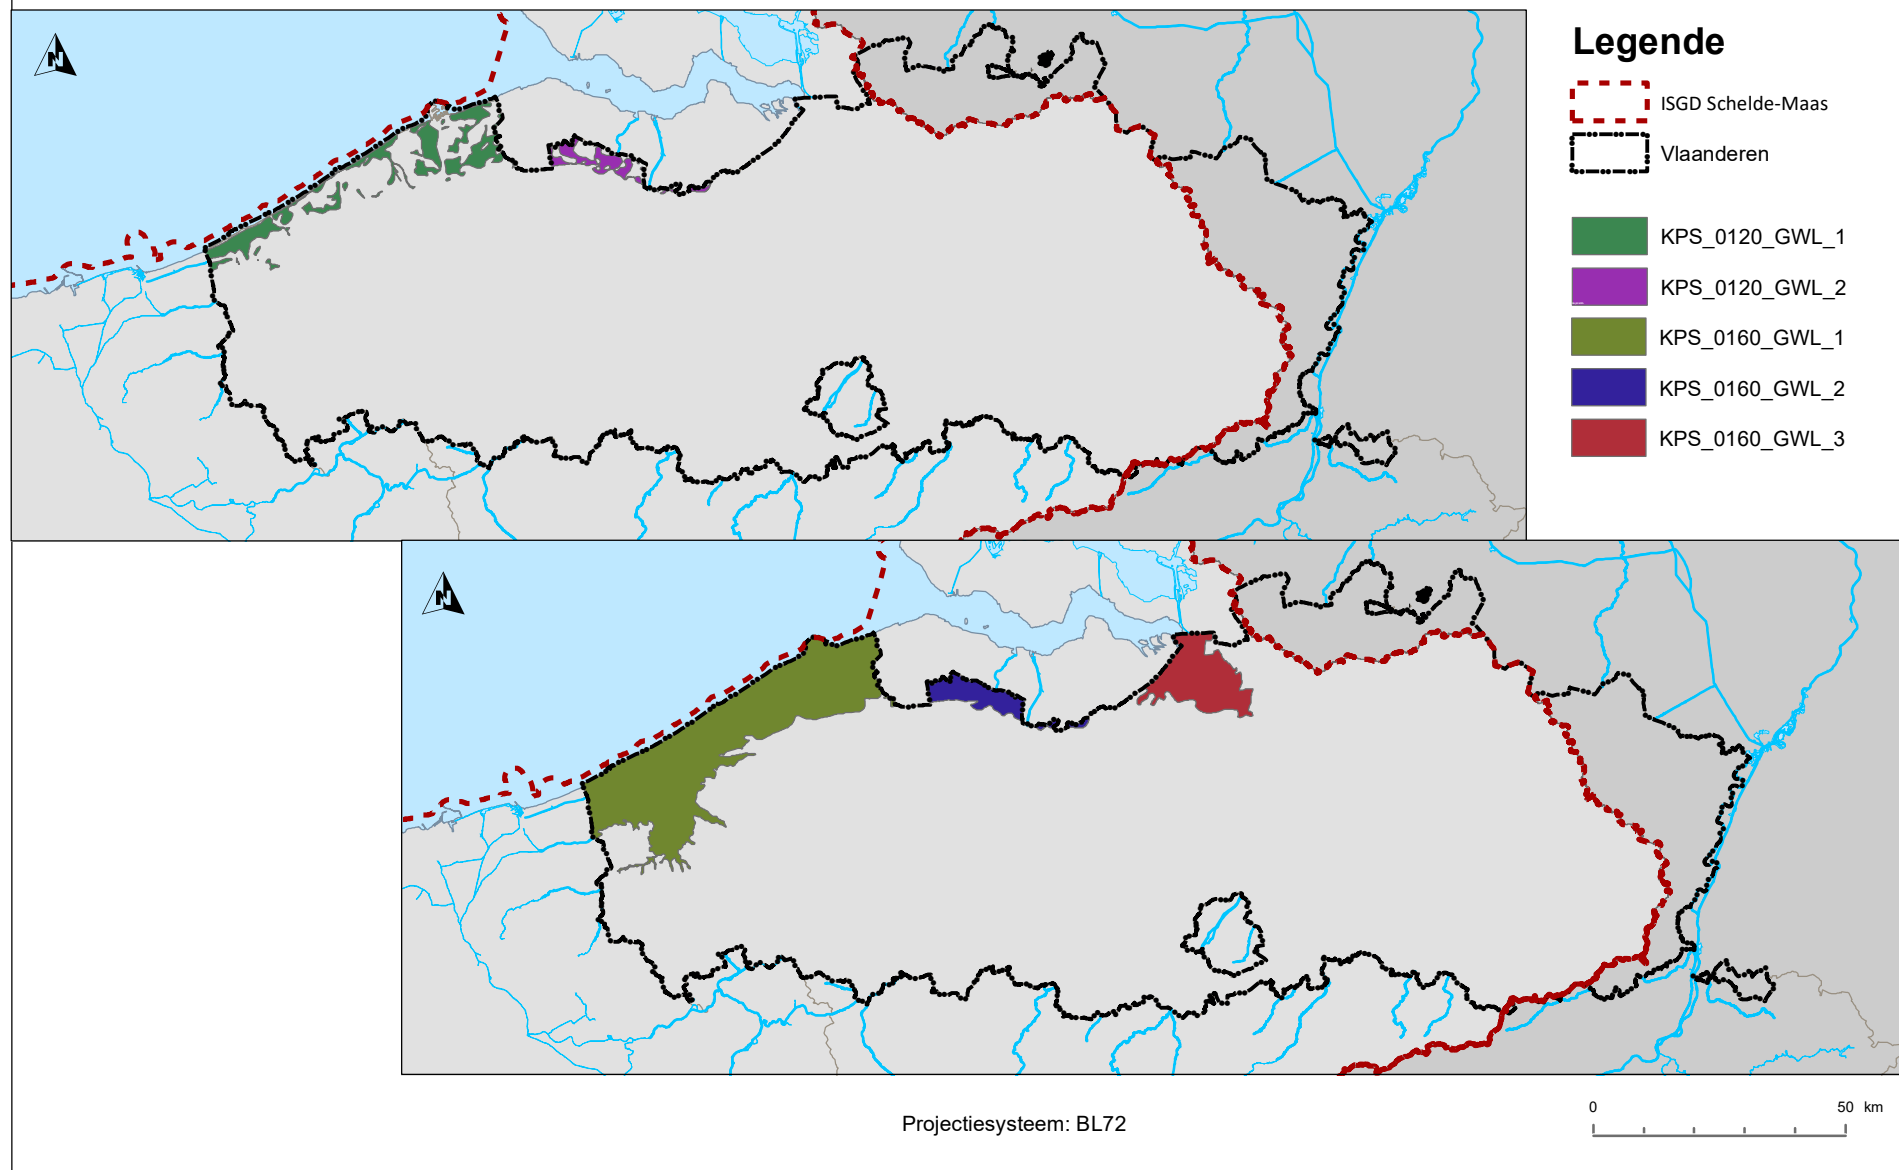 N
Legende
ISGD Schelde-Maas
Vlaanderen
KPS_0120_GWL_1
KPS_0120_GWL_2
KPS_0160_GWL_1
KPS_0160_GWL_2
KPS_0160_GWL_3
N
Projectiesysteem: BL72
0 50 km